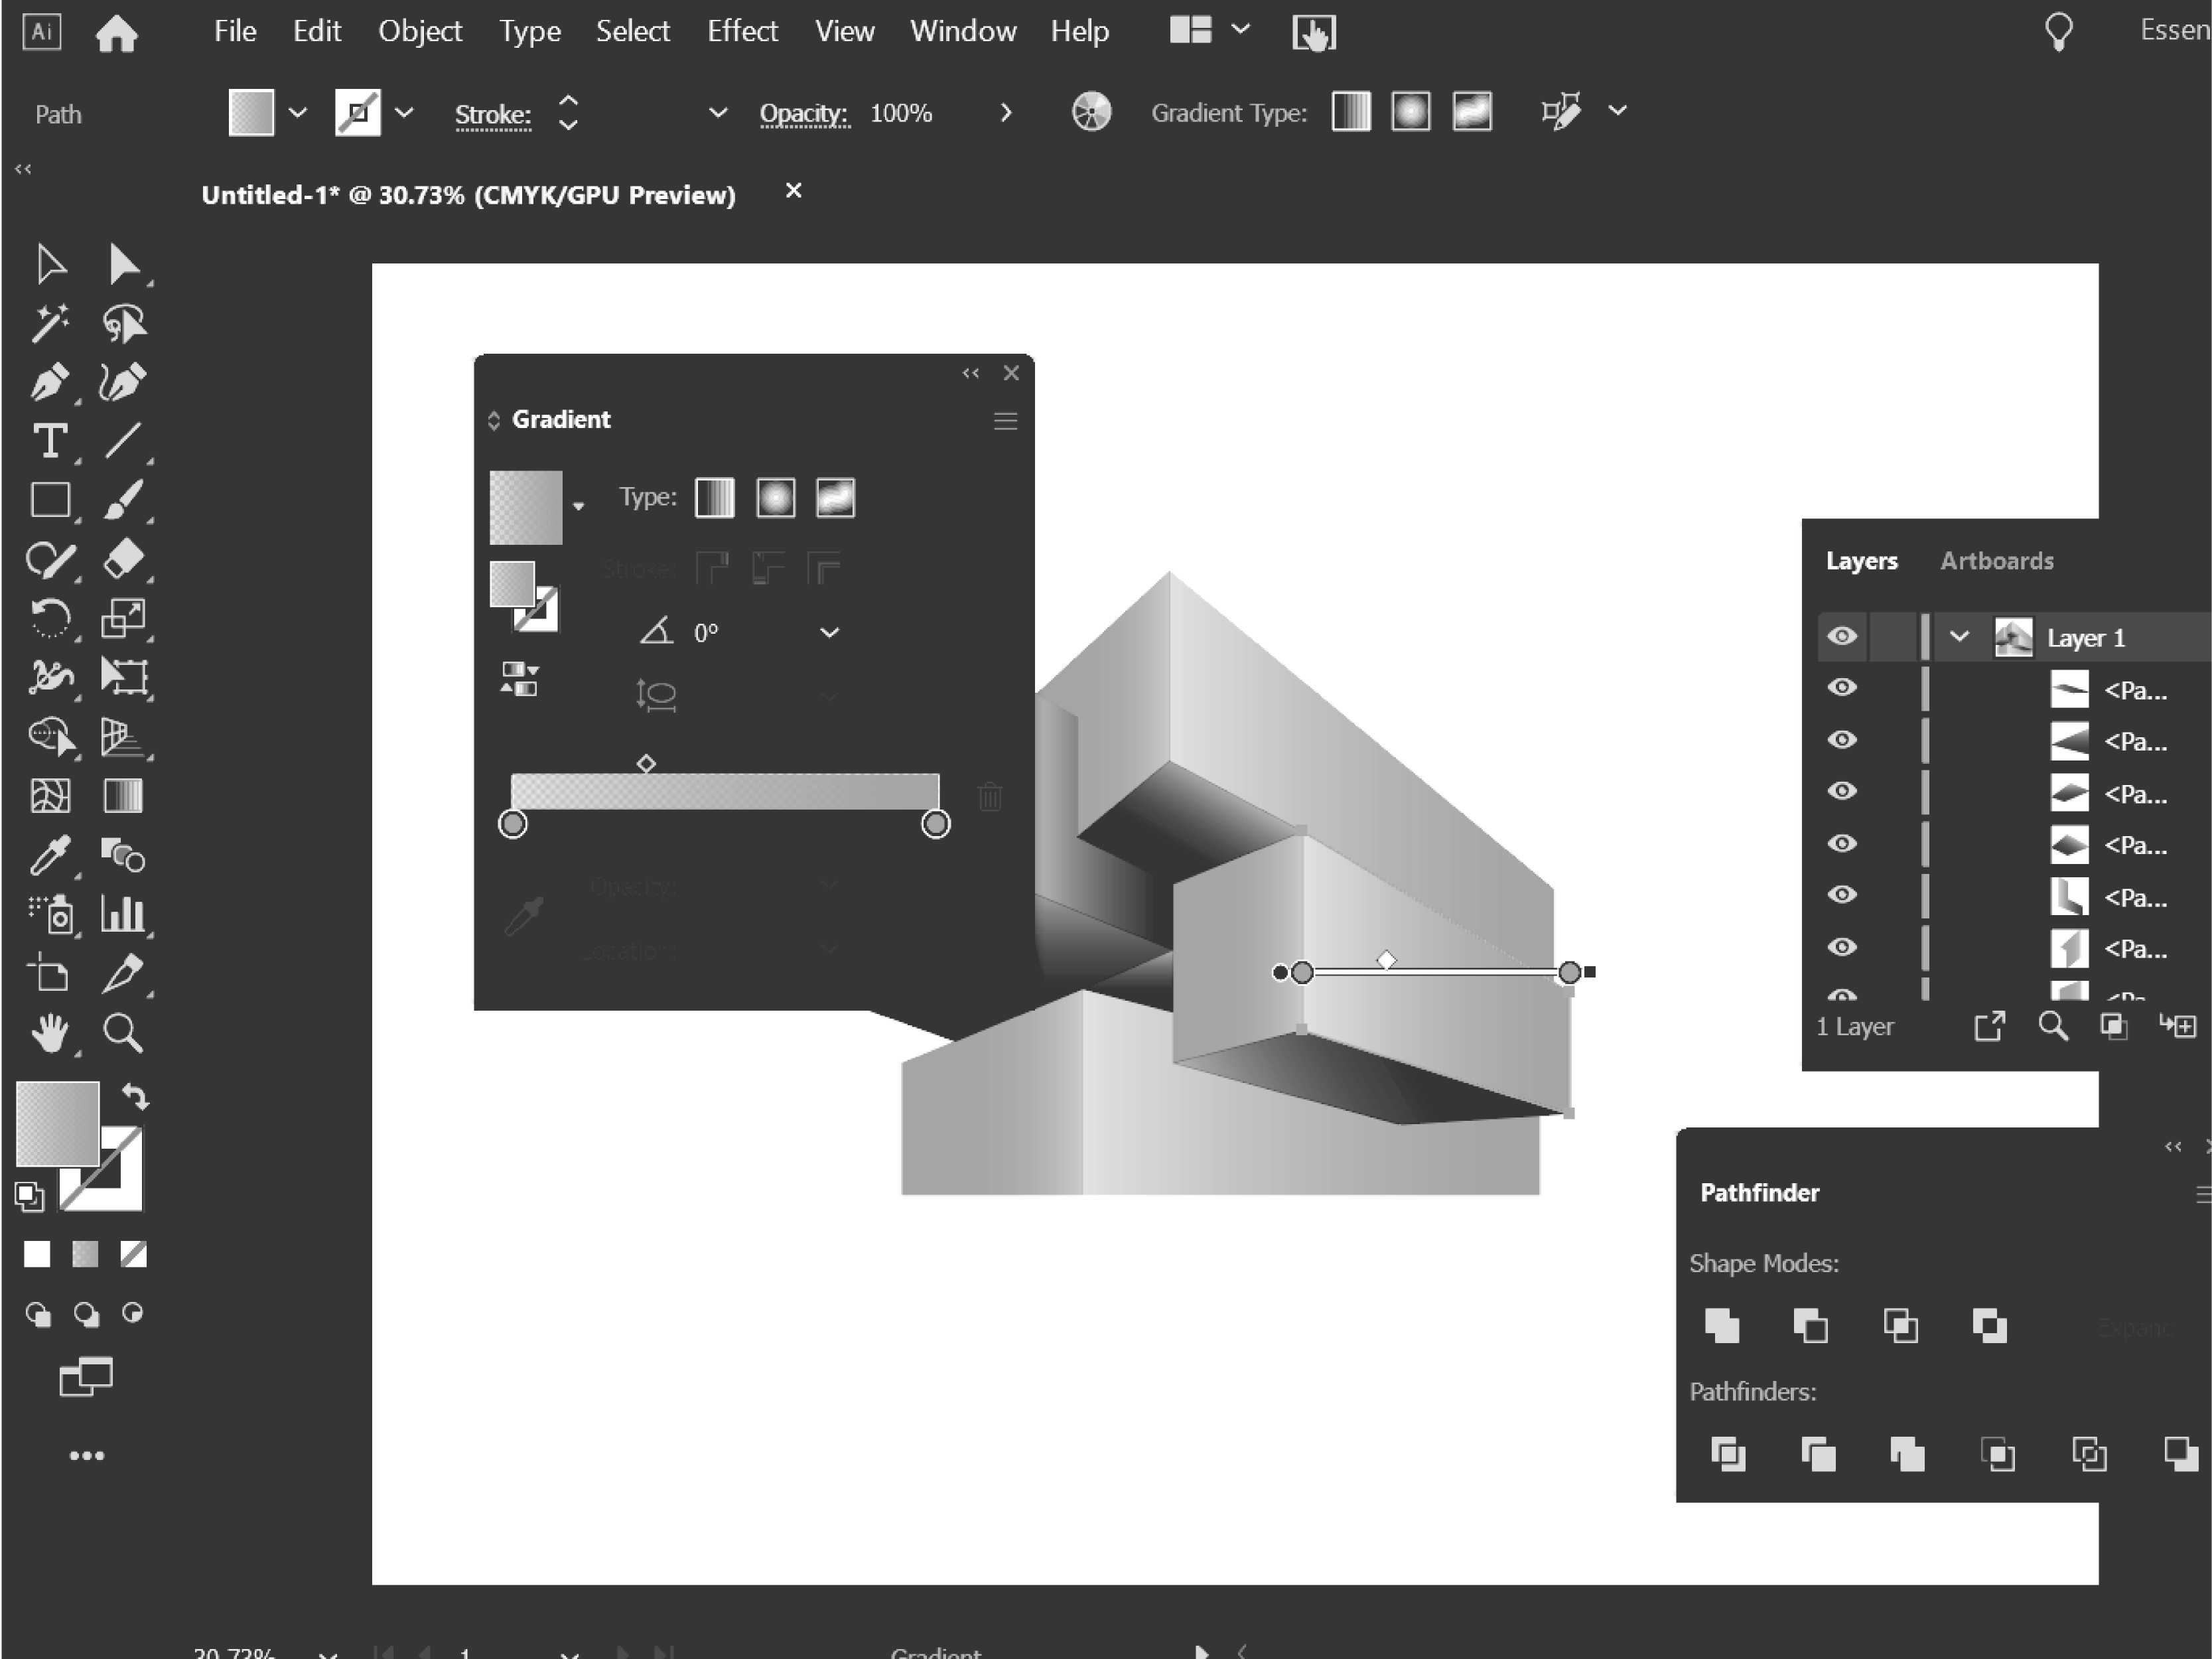 Ai File Edit Object Type Select Effect View Window Help Essen
Path Stroke: Opacity: 100% Gradient Type:
Untitled-1* @ 30.73% (CMYK/GPU Preview)
Gradient
Type:
Stroke:
0°
Opacity:
Location:
Layers Artboards
Layer 1
<Pa...
<Pa...
<Pa...
<Pa...
<Pa...
<Pa...
1 Layer
Pathfinder
Shape Modes:
Expand
Pathfinders:
30.73% 1 Gradient